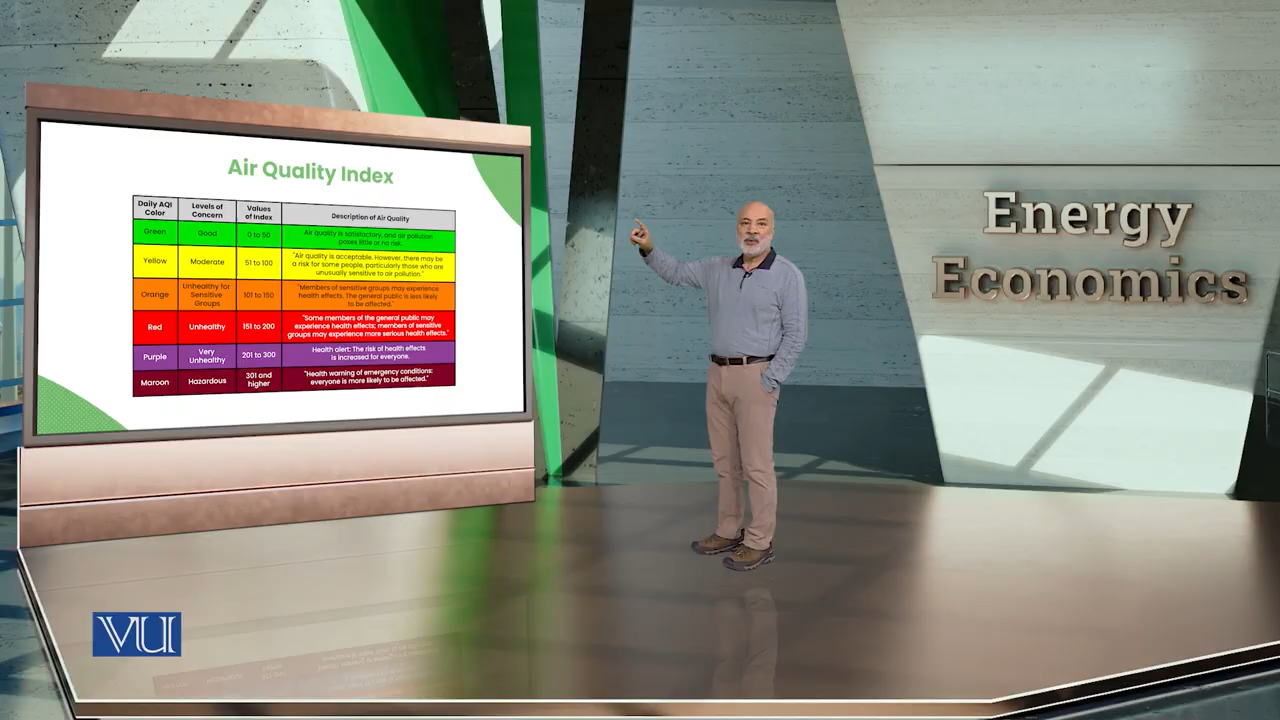 Air Quality Index
Daily AQI Color
Levels of Concern
Values of Index
Description of Air Quality
Green
Good
0 to 50
Air quality is satisfactory, and air pollution
poses little or no risk.
Yellow
Moderate
51 to 100
"Air quality is acceptable. However, there may be
a risk for some people, particularly those who are
unusually sensitive to air pollution."
Orange
Unhealthy for
Sensitive
Groups
101 to 150
"Members of sensitive groups may experience
health effects. The general public is less likely
to be affected."
Red
Unhealthy
151 to 200
"Some members of the general public may
experience health effects; members of sensitive
groups may experience more serious health effects."
Purple
Very
Unhealthy
201 to 300
Health alert: The risk of health effects
is increased for everyone.
Maroon
Hazardous
301 and
higher
"Health warning of emergency conditions:
everyone is more likely to be affected."
Energy
Economics
VU